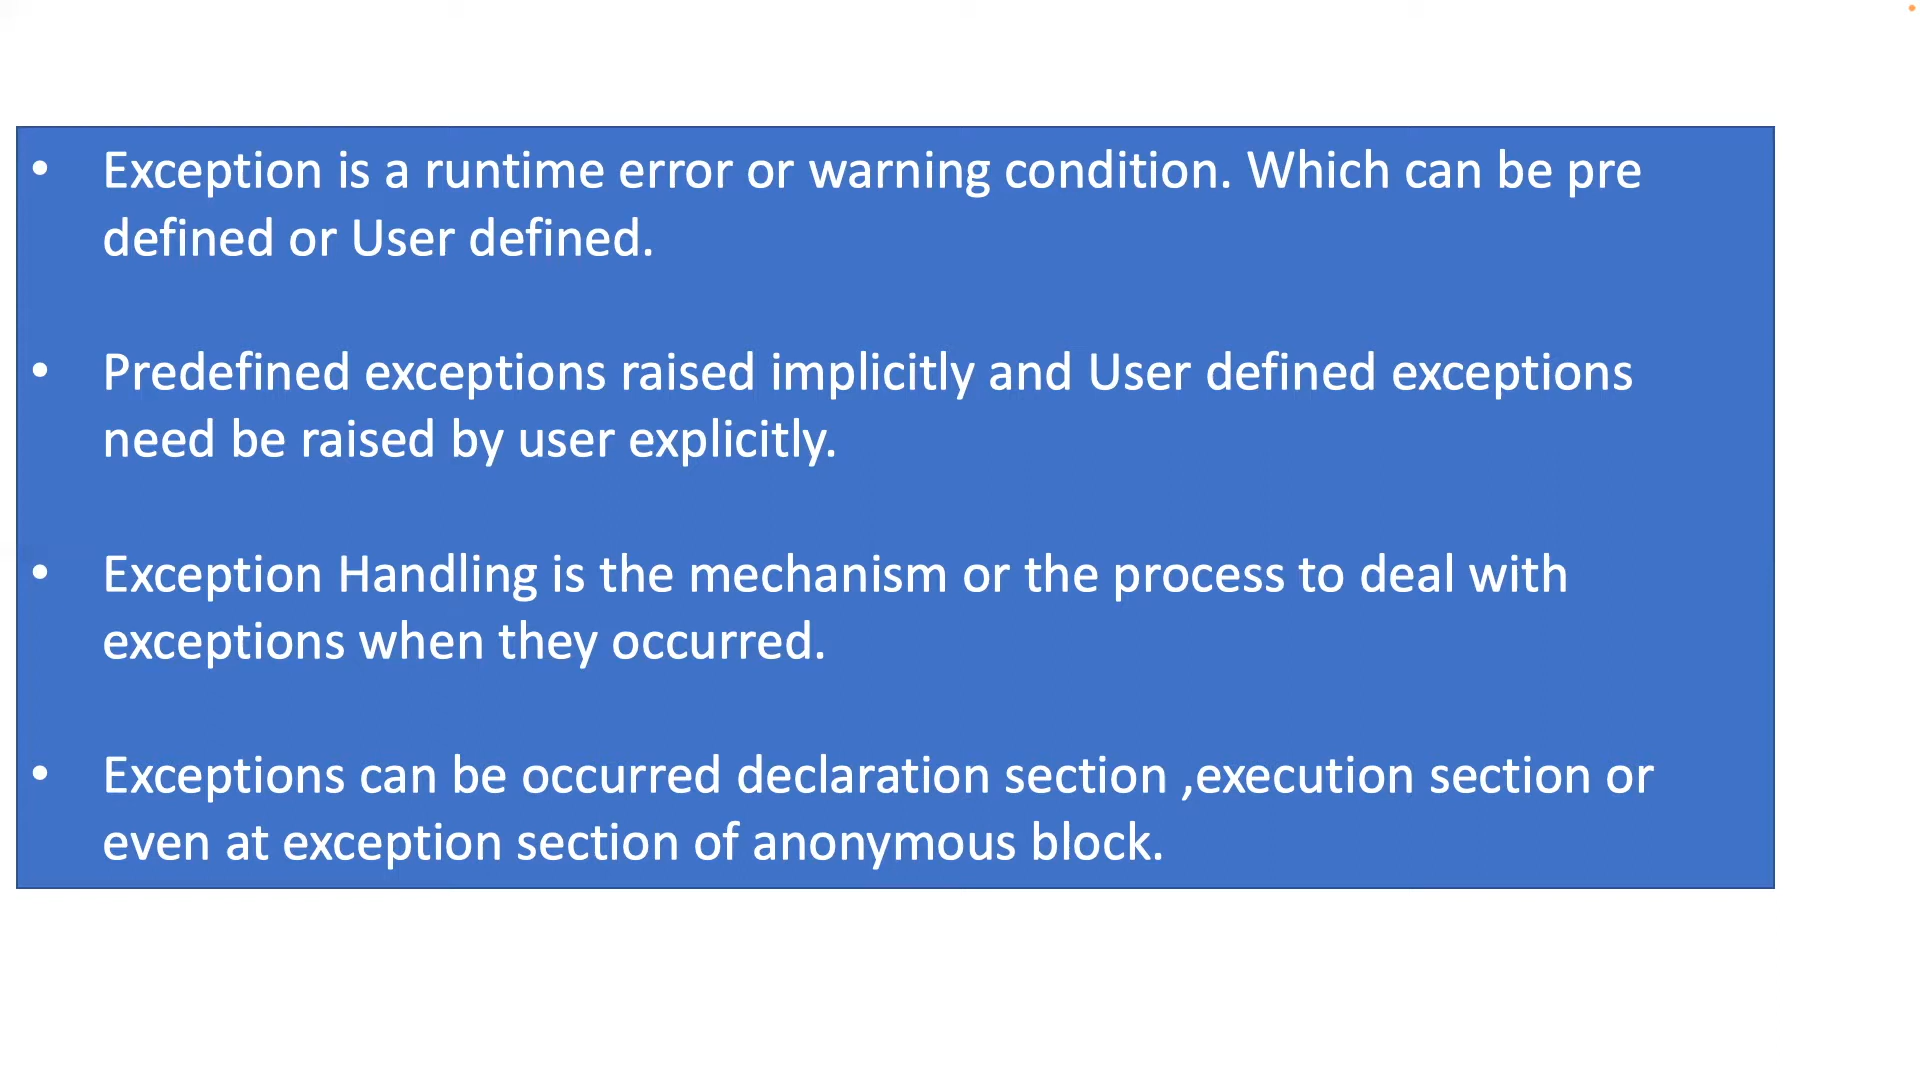 • Exception is a runtime error or warning condition. Which can be pre
defined or User defined.
• Predefined exceptions raised implicitly and User defined exceptions
need be raised by user explicitly.
• Exception Handling is the mechanism or the process to deal with
exceptions when they occurred.
• Exceptions can be occurred declaration section ,execution section or
even at exception section of anonymous block.